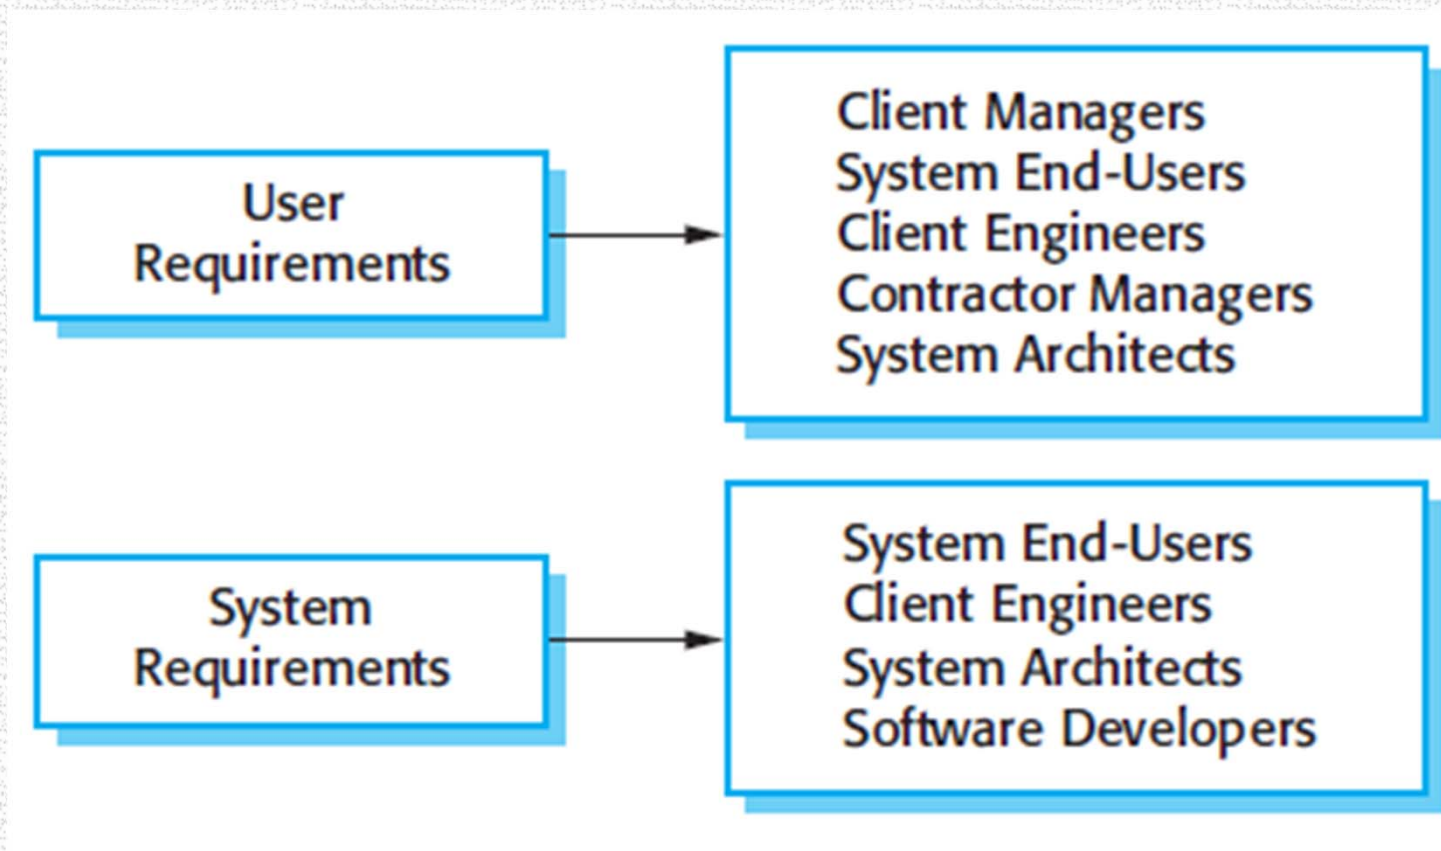 User
Requirements
Client Managers
System End-Users
Client Engineers
Contractor Managers
System Architects
System
Requirements
System End-Users
Client Engineers
System Architects
Software Developers